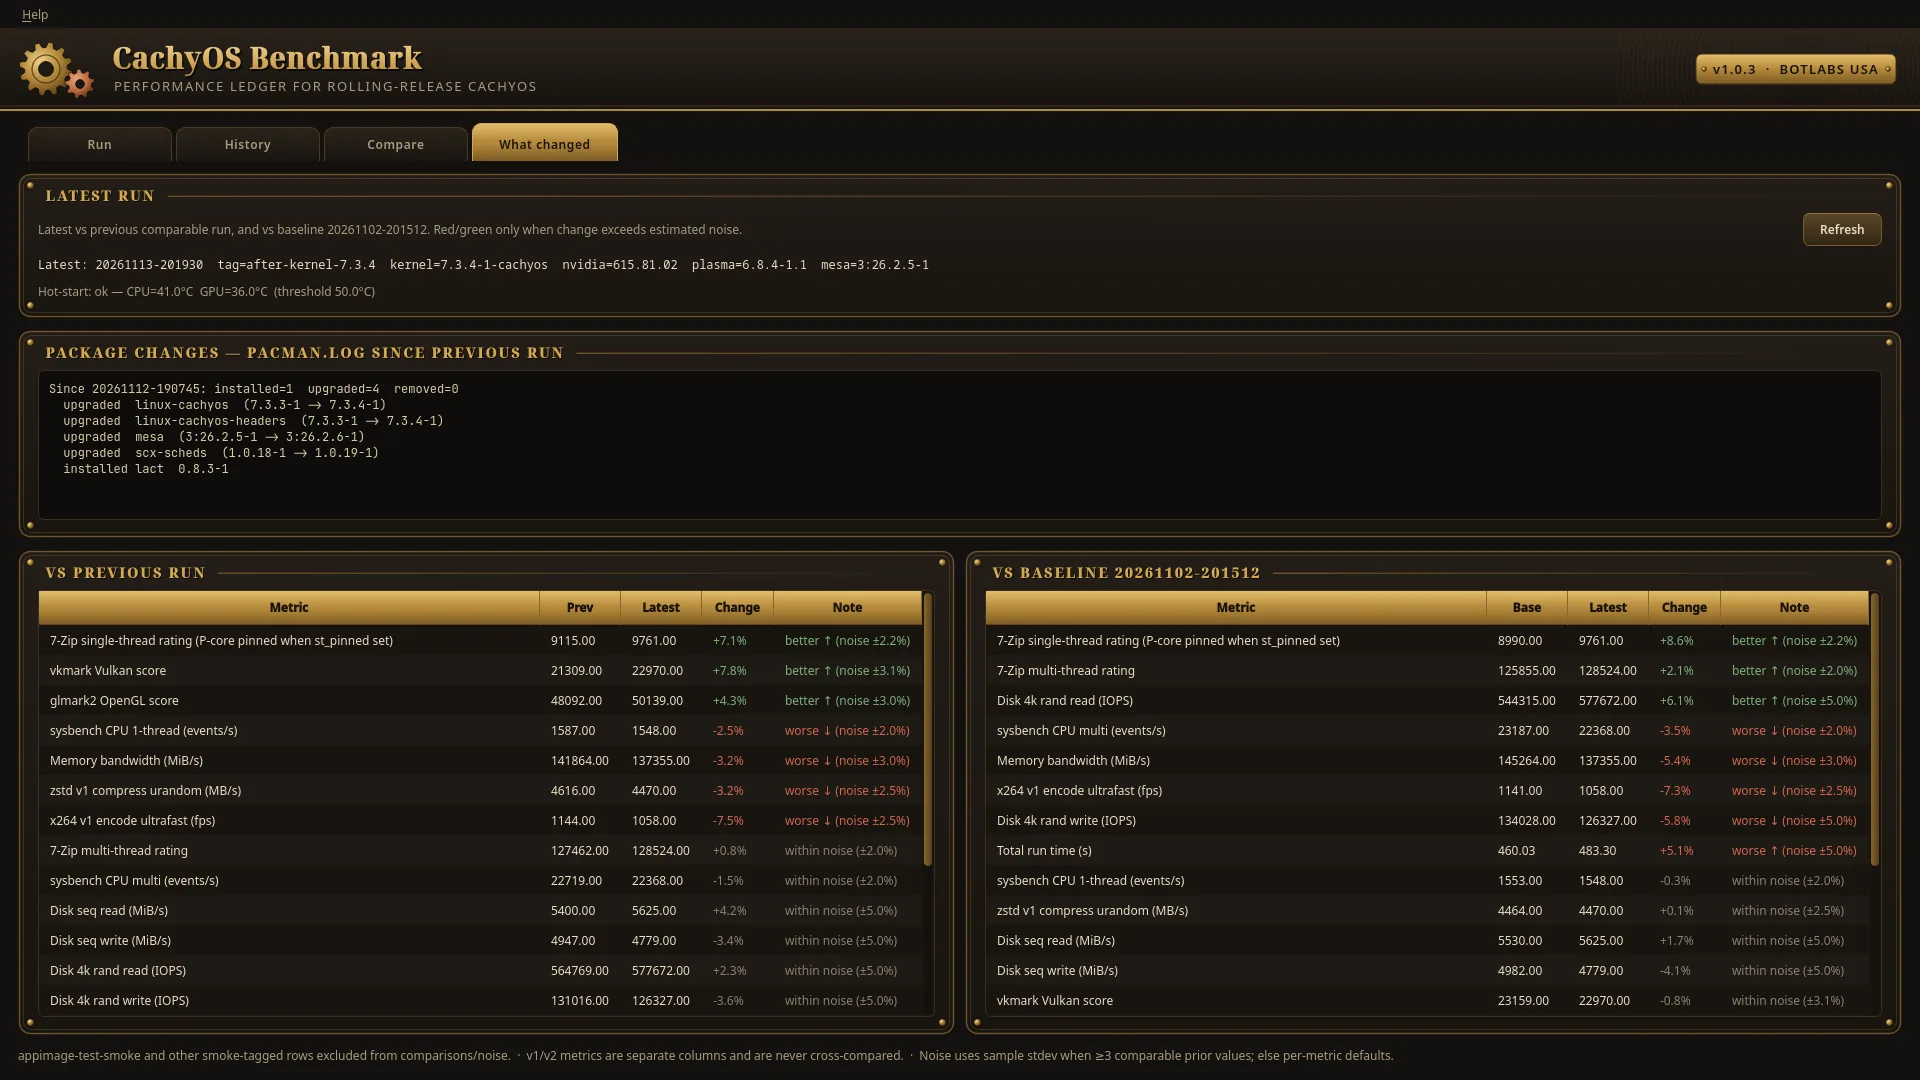 Help
CachyOS Benchmark
PERFORMANCE LEDGER FOR ROLLING-RELEASE CACHYOS
v1.0.3 · BOTLABS USA
Run History Compare What changed
LATEST RUN
Latest vs previous comparable run, and vs baseline 20261102-201512. Red/green only when change exceeds estimated noise.
Refresh
Latest: 20261113-201930 tag=after-kernel-7.3.4 kernel=7.3.4-1-cachyos nvidia=615.81.02 plasma=6.8.4-1.1 mesa=3:26.2.5-1
Hot-start: ok — CPU=41.0°C GPU=36.0°C (threshold 50.0°C)
PACKAGE CHANGES — PACMAN.LOG SINCE PREVIOUS RUN
Since 20261112-190745: installed=1 upgraded=4 removed=0
upgraded linux-cachyos (7.3.3-1 → 7.3.4-1)
upgraded linux-cachyos-headers (7.3.3-1 → 7.3.4-1)
upgraded mesa (3:26.2.5-1 → 3:26.2.6-1)
upgraded scx-scheds (1.0.18-1 → 1.0.19-1)
installed lact 0.8.3-1
VS PREVIOUS RUN
Metric Prev Latest Change Note
7-Zip single-thread rating (P-core pinned when st_pinned set) 9115.00 9761.00 +7.1% better ↑ (noise ±2.2%)
vkmark Vulkan score 21309.00 22970.00 +7.8% better ↑ (noise ±3.1%)
glmark2 OpenGL score 48092.00 50139.00 +4.3% better ↑ (noise ±3.0%)
sysbench CPU 1-thread (events/s) 1587.00 1548.00 -2.5% worse ↓ (noise ±2.0%)
Memory bandwidth (MiB/s) 141864.00 137355.00 -3.2% worse ↓ (noise ±3.0%)
zstd v1 compress urandom (MB/s) 4616.00 4470.00 -3.2% worse ↓ (noise ±2.5%)
x264 v1 encode ultrafast (fps) 1144.00 1058.00 -7.5% worse ↓ (noise ±2.5%)
7-Zip multi-thread rating 127462.00 128524.00 +0.8% within noise (±2.0%)
sysbench CPU multi (events/s) 22719.00 22368.00 -1.5% within noise (±2.0%)
Disk seq read (MiB/s) 5400.00 5625.00 +4.2% within noise (±5.0%)
Disk seq write (MiB/s) 4947.00 4779.00 -3.4% within noise (±5.0%)
Disk 4k rand read (IOPS) 564769.00 577672.00 +2.3% within noise (±5.0%)
Disk 4k rand write (IOPS) 131016.00 126327.00 -3.6% within noise (±5.0%)
VS BASELINE 20261102-201512
Metric Base Latest Change Note
7-Zip single-thread rating (P-core pinned when st_pinned set) 8990.00 9761.00 +8.6% better ↑ (noise ±2.2%)
7-Zip multi-thread rating 125855.00 128524.00 +2.1% better ↑ (noise ±2.0%)
Disk 4k rand read (IOPS) 544315.00 577672.00 +6.1% better ↑ (noise ±5.0%)
sysbench CPU multi (events/s) 23187.00 22368.00 -3.5% worse ↓ (noise ±2.0%)
Memory bandwidth (MiB/s) 145264.00 137355.00 -5.4% worse ↓ (noise ±3.0%)
x264 v1 encode ultrafast (fps) 1141.00 1058.00 -7.3% worse ↓ (noise ±2.5%)
Disk 4k rand write (IOPS) 134028.00 126327.00 -5.8% worse ↓ (noise ±5.0%)
Total run time (s) 460.03 483.30 +5.1% worse ↑ (noise ±5.0%)
sysbench CPU 1-thread (events/s) 1553.00 1548.00 -0.3% within noise (±2.0%)
zstd v1 compress urandom (MB/s) 4464.00 4470.00 +0.1% within noise (±2.5%)
Disk seq read (MiB/s) 5530.00 5625.00 +1.7% within noise (±5.0%)
Disk seq write (MiB/s) 4982.00 4779.00 -4.1% within noise (±5.0%)
vkmark Vulkan score 23159.00 22970.00 -0.8% within noise (±3.1%)
appimage-test-smoke and other smoke-tagged rows excluded from comparisons/noise. · v1/v2 metrics are separate columns and are never cross-compared. · Noise uses sample stdev when ≥3 comparable prior values; else per-metric defaults.